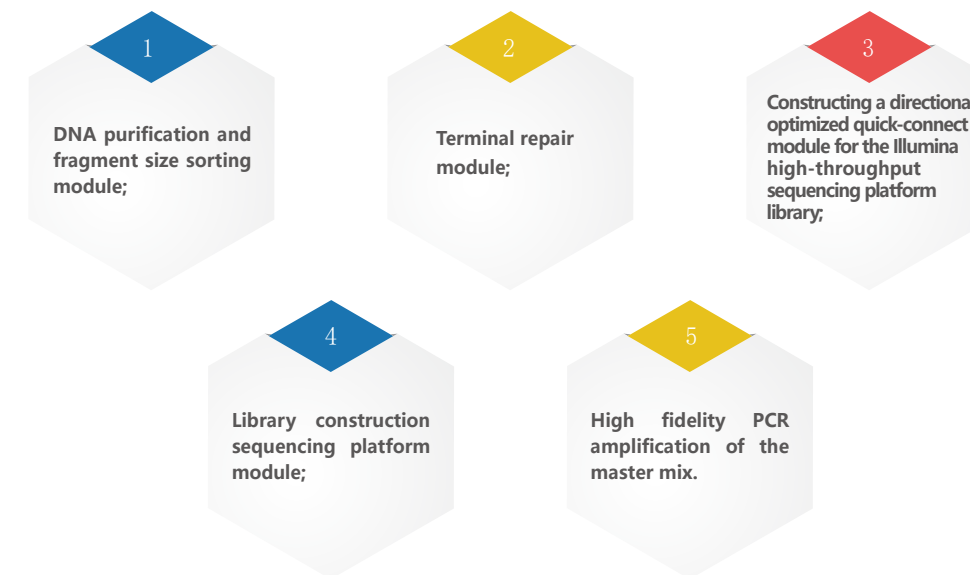 1
DNA purification and
fragment size sorting
module;
2
Terminal repair
module;
3
Constructing a directiona
optimized quick-connect
module for the Illumina
high-throughput
sequencing platform
library;
4
Library construction
sequencing platform
module;
5
High fidelity PCR
amplification of the
master mix.